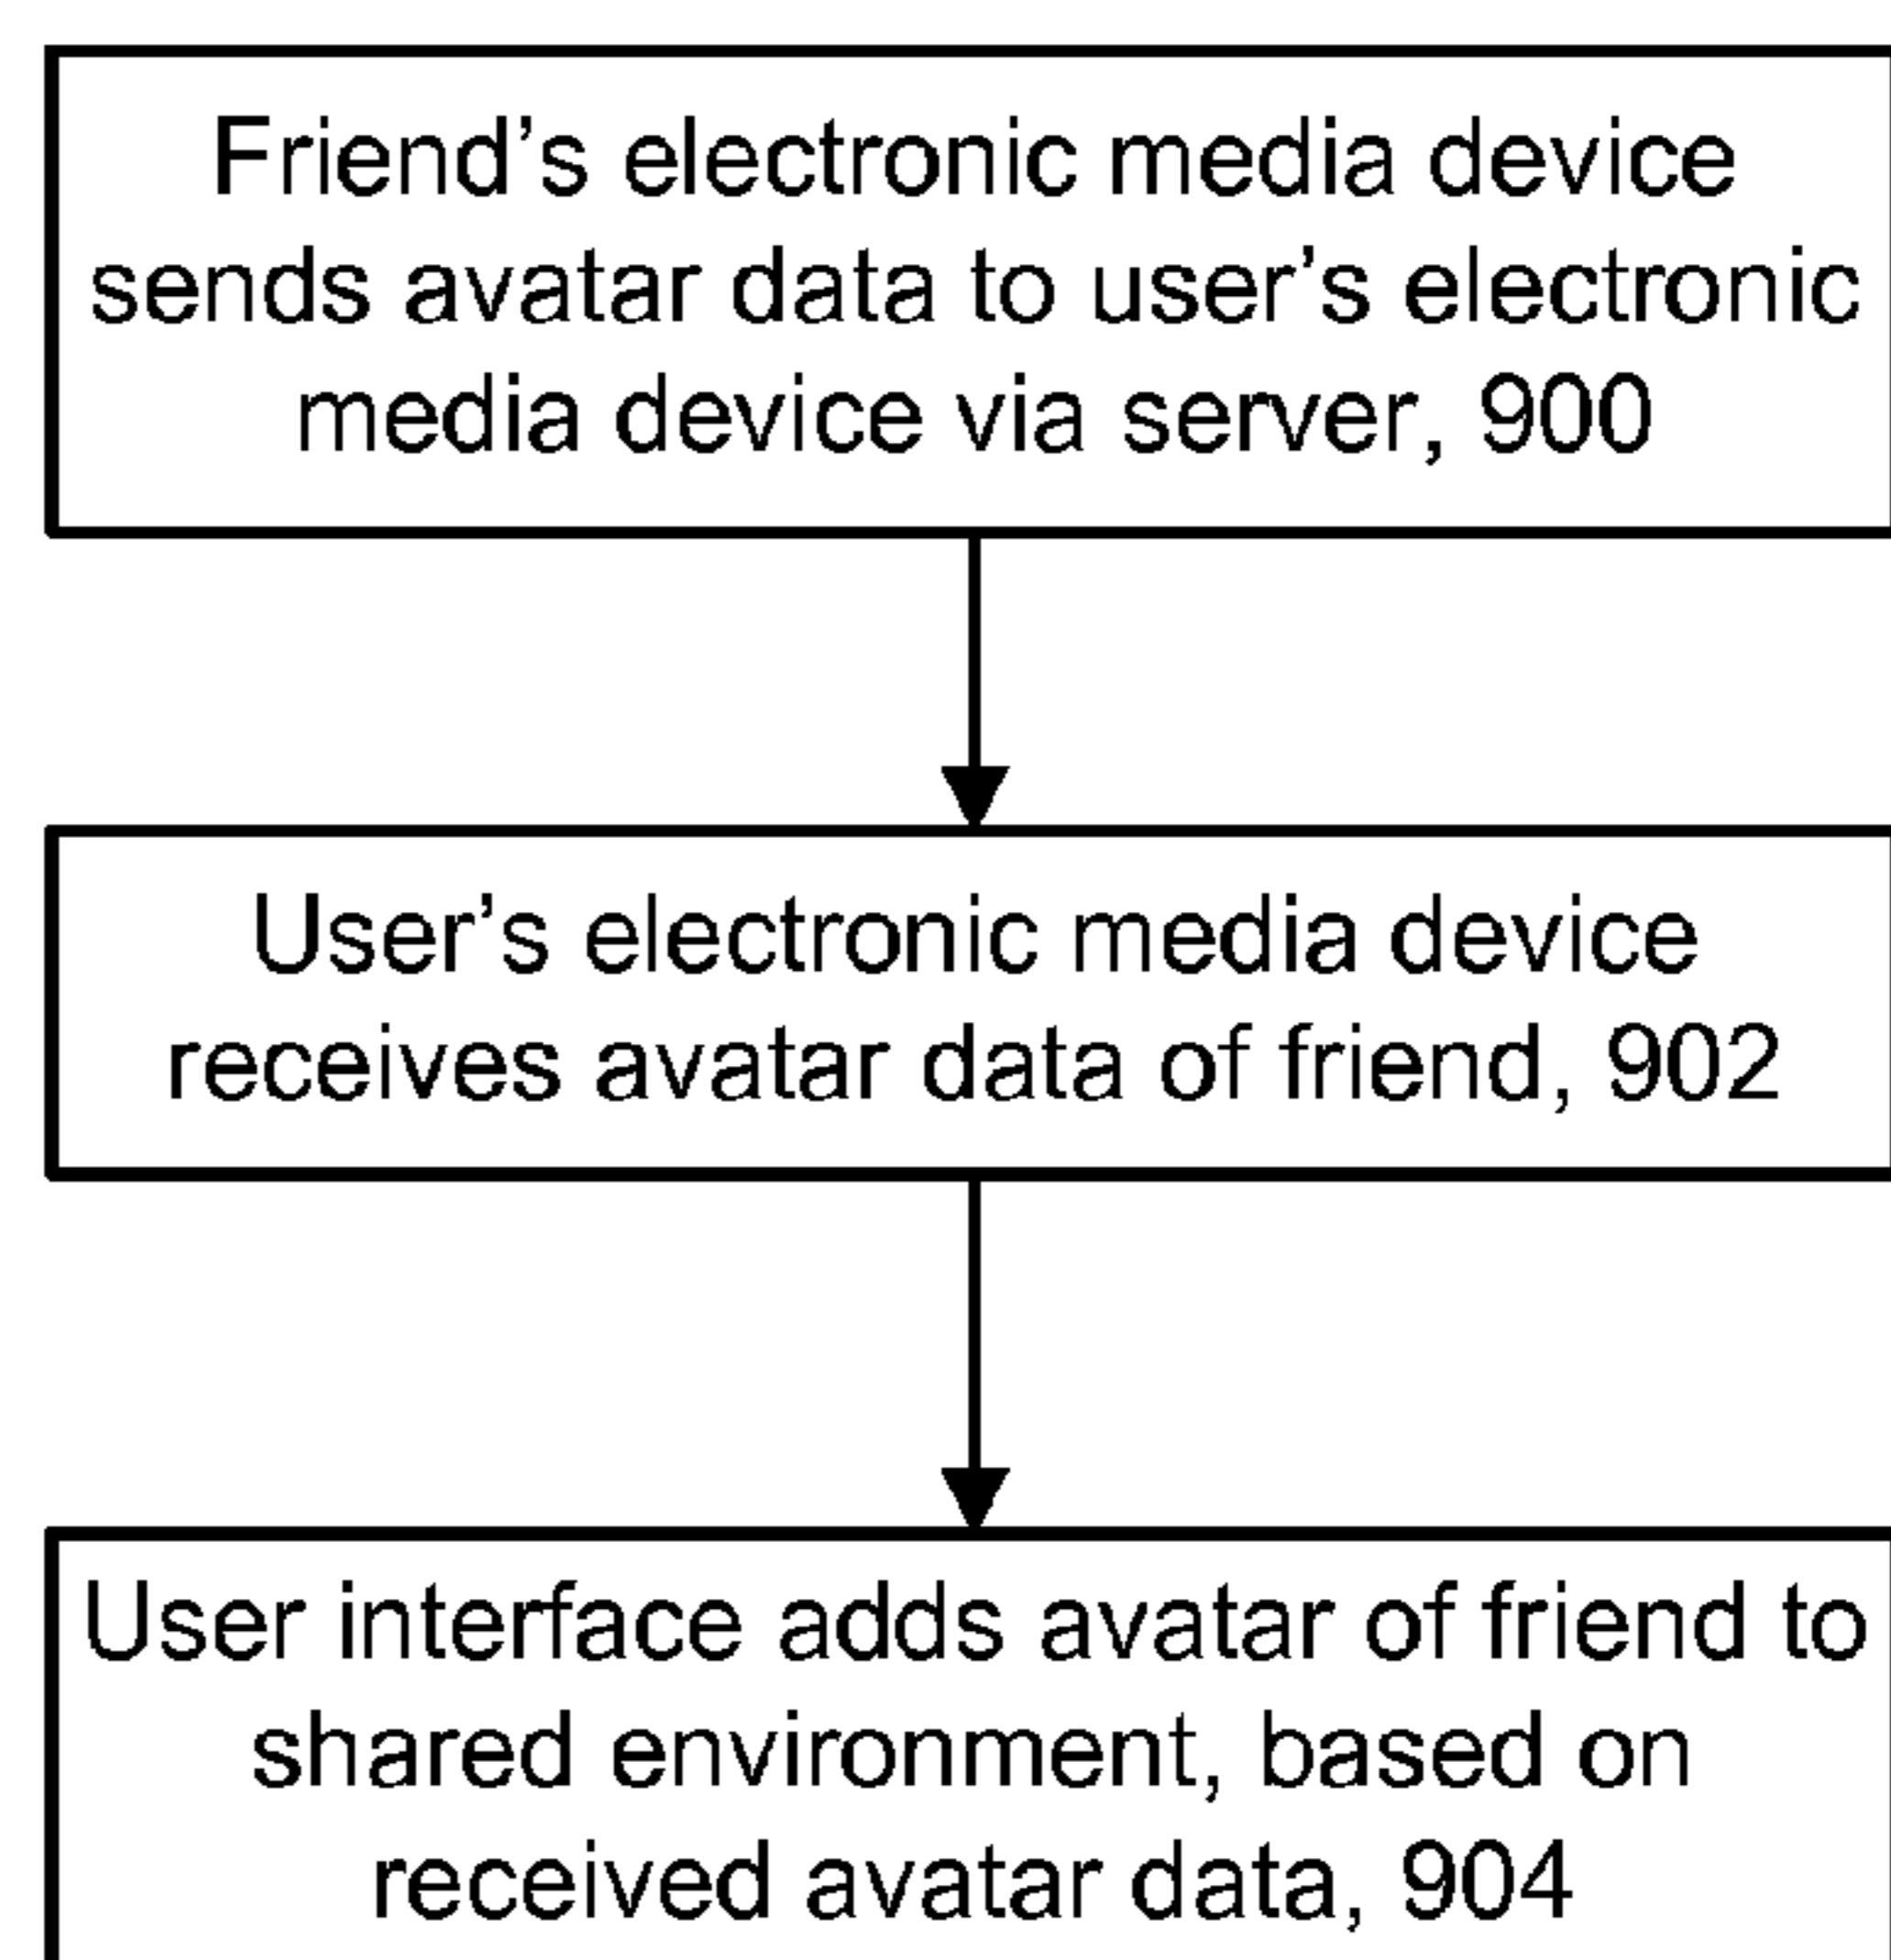 Friend’s electronic media device
sends avatar data to user’s electronic
media device via server, 900
User’s electronic media device
receives avatar data of friend, 902
User interface adds avatar of friend to
shared environment, based on
received avatar data, 904